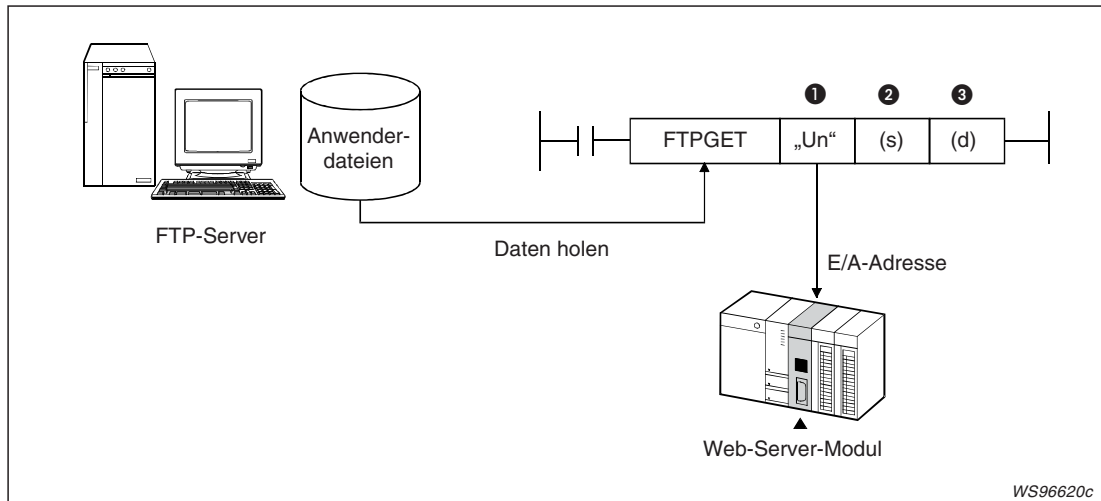 ❶ ❷ ❸
FTPGET „Un“ (s) (d)
Anwender-
dateien
FTP-Server
Daten holen
E/A-Adresse
Web-Server-Modul
WS96620c